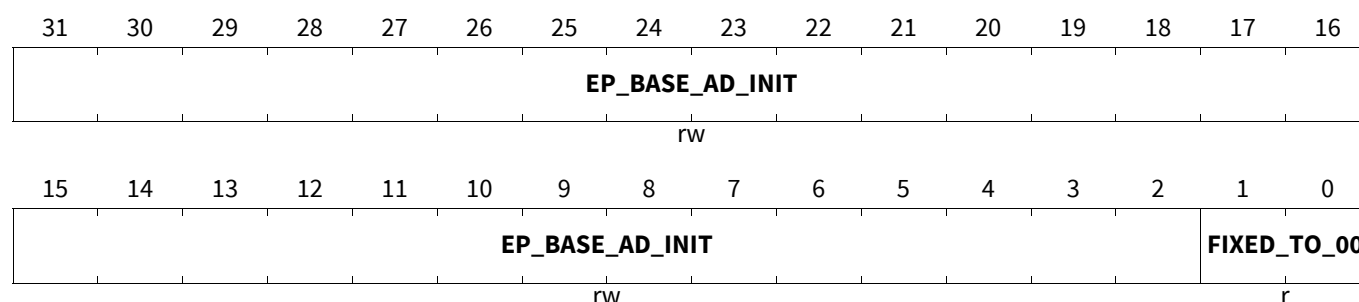 31 30 29 28 27 26 25 24 23 22 21 20 19 18 17 16
EP_BASE_AD_INIT
rw
15 14 13 12 11 10 9 8 7 6 5 4 3 2 1 0
EP_BASE_AD_INIT FIXED_TO_00
rw r